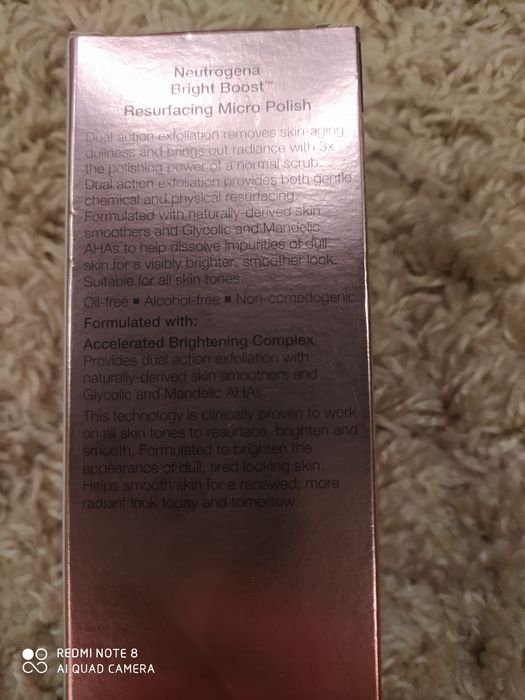 Neutrogena
Bright Boost™
Resurfacing Micro Polish
Dual action exfoliation removes skin-aging
dullness and brings out radiance with 3x
the polishing power of a normal scrub.
Dual action exfoliation provides both gentle
chemical and physical resurfacing.
Formulated with naturally-derived skin
smoothers and Glycolic and Mandelic
AHAs to help dissolve impurities of dull
skin for a visibly brighter, smoother look.
Suitable for all skin tones.
Oil-free ■ Alcohol-free ■ Non-comedogenic
Formulated with:
Accelerated Brightening Complex
Provides dual action exfoliation with
naturally-derived skin smoothers and
Glycolic and Mandelic AHAs.
This technology is clinically proven to work
on all skin tones to resurface, brighten and
smooth. Formulated to brighten the
appearance of dull, tired looking skin.
Helps smooth skin for a renewed, more
radiant look today and tomorrow.
REDMI NOTE 8
AI QUAD CAMERA